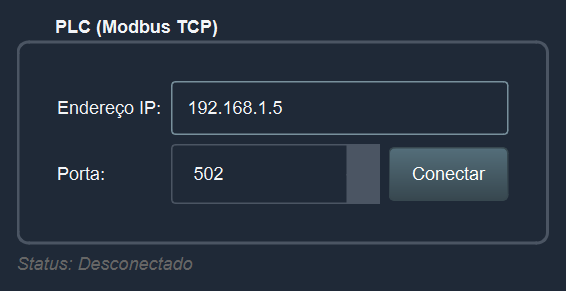 PLC (Modbus TCP)
Endereço IP: 192.168.1.5
Porta: 502 Conectar
Status: Desconectado